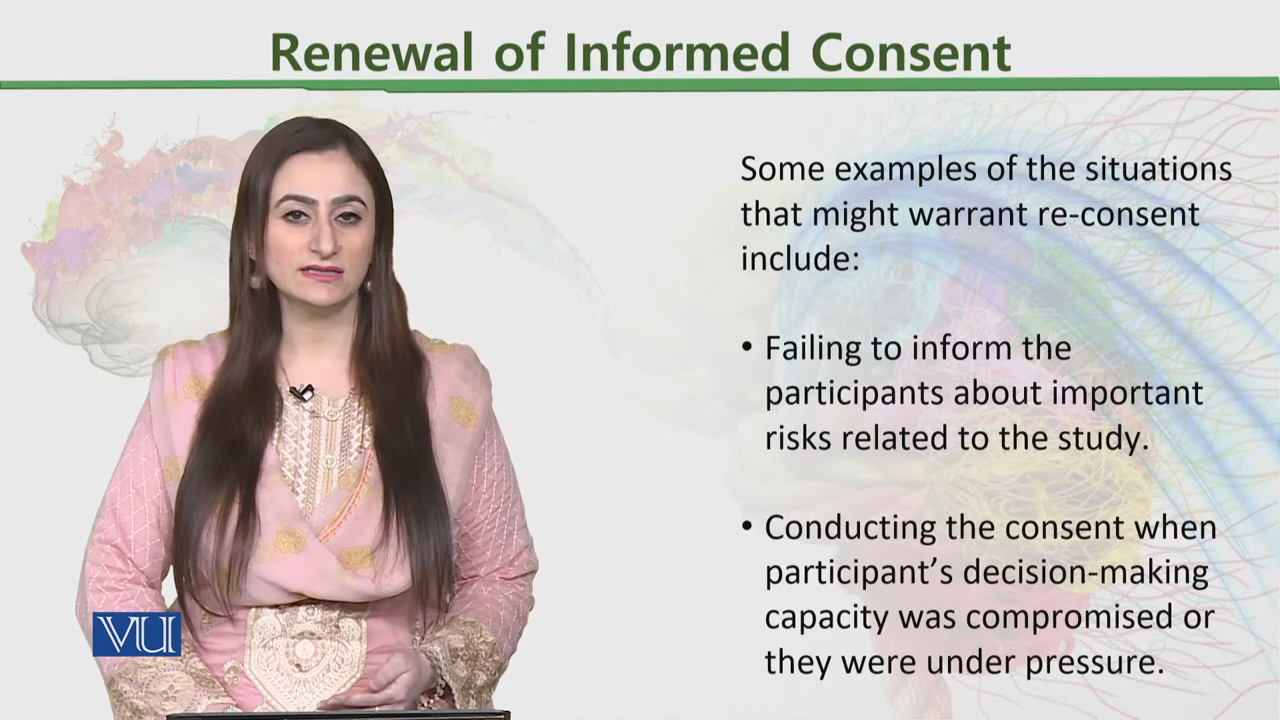 Renewal of Informed Consent
Some examples of the situations
that might warrant re-consent
include:
• Failing to inform the
participants about important
risks related to the study.
• Conducting the consent when
participant’s decision-making
capacity was compromised or
they were under pressure.
VU